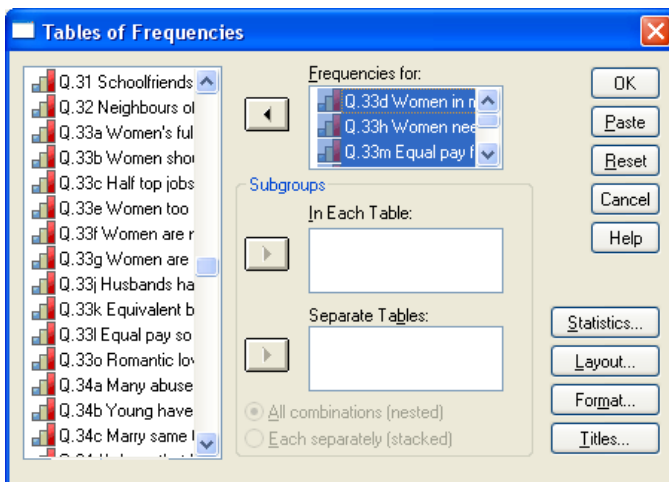 Tables of Frequencies
Q.31 Schoolfriends
Q.32 Neighbours ol
Q.33a Women's ful
Q.33b Women shou
Q.33c Half top jobs
Q.33e Women too
Q.33f Women are r
Q.33g Women are
Q.33j Husbands ha
Q.33k Equivalent b
Q.33l Equal pay so
Q.33o Romantic lov
Q.34a Many abuse
Q.34b Young have
Q.34c Marry same l
Frequencies for:
Q.33d Women in n
Q.33h Women nee
Q.33m Equal pay f
Subgroups
In Each Table:
Separate Tables:
All combinations (nested)
Each separately (stacked)
OK
Paste
Reset
Cancel
Help
Statistics...
Layout...
Format...
Titles...